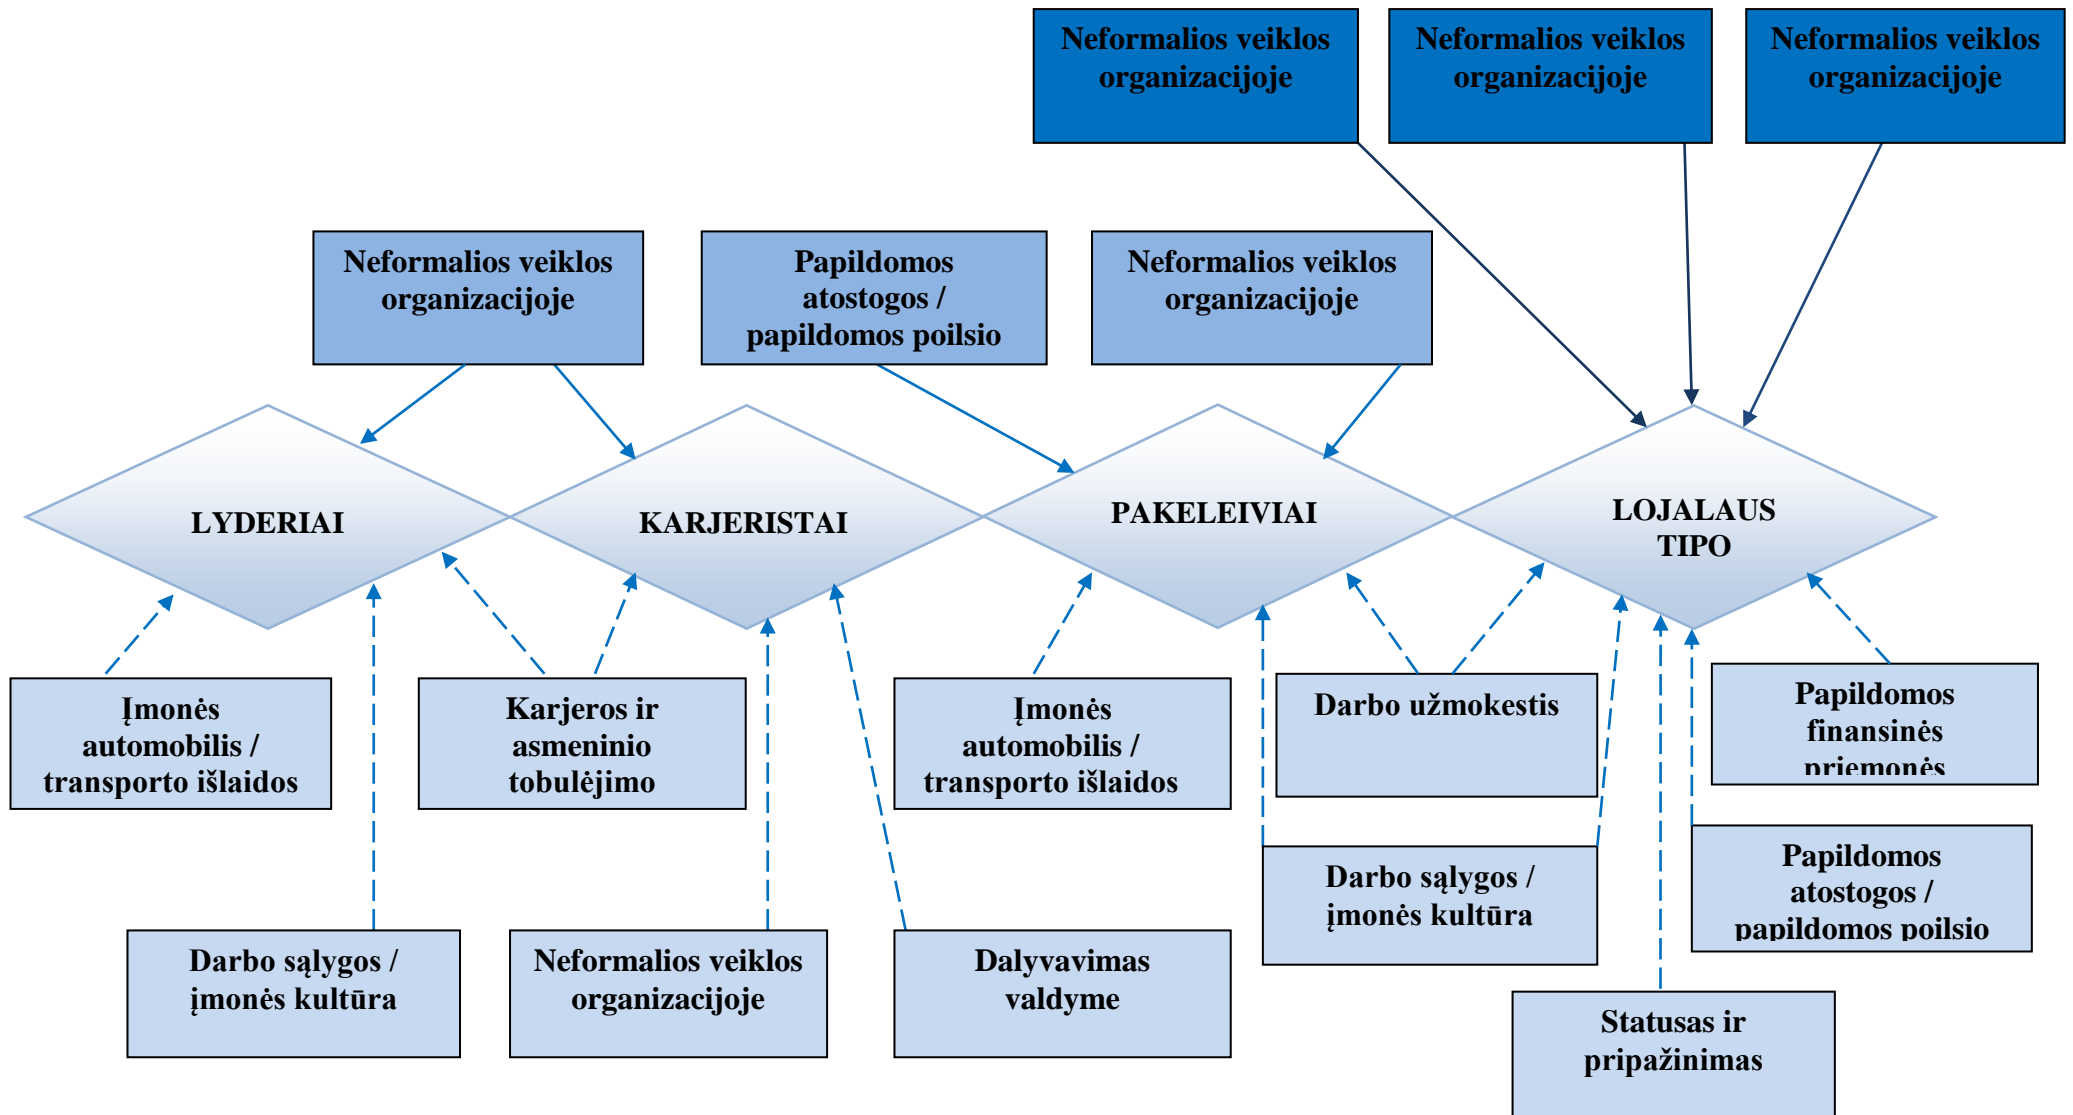 Neformalios veiklos
organizacijoje
Neformalios veiklos
organizacijoje
Neformalios veiklos
organizacijoje
Neformalios veiklos
organizacijoje
Papildomos
atostogos /
papildomos poilsio
Neformalios veiklos
organizacijoje
LYDERIAI
KARJERISTAI
PAKELEIVIAI
LOJALAUS
TIPO
Įmonės
automobilis /
transporto išlaidos
Karjeros ir
asmeninio
tobulėjimo
Įmonės
automobilis /
transporto išlaidos
Darbo užmokestis
Papildomos
finansinės
priemonės
Darbo sąlygos /
įmonės kultūra
Papildomos
atostogos /
papildomos poilsio
Darbo sąlygos /
įmonės kultūra
Neformalios veiklos
organizacijoje
Dalyvavimas
valdyme
Statusas ir
pripažinimas